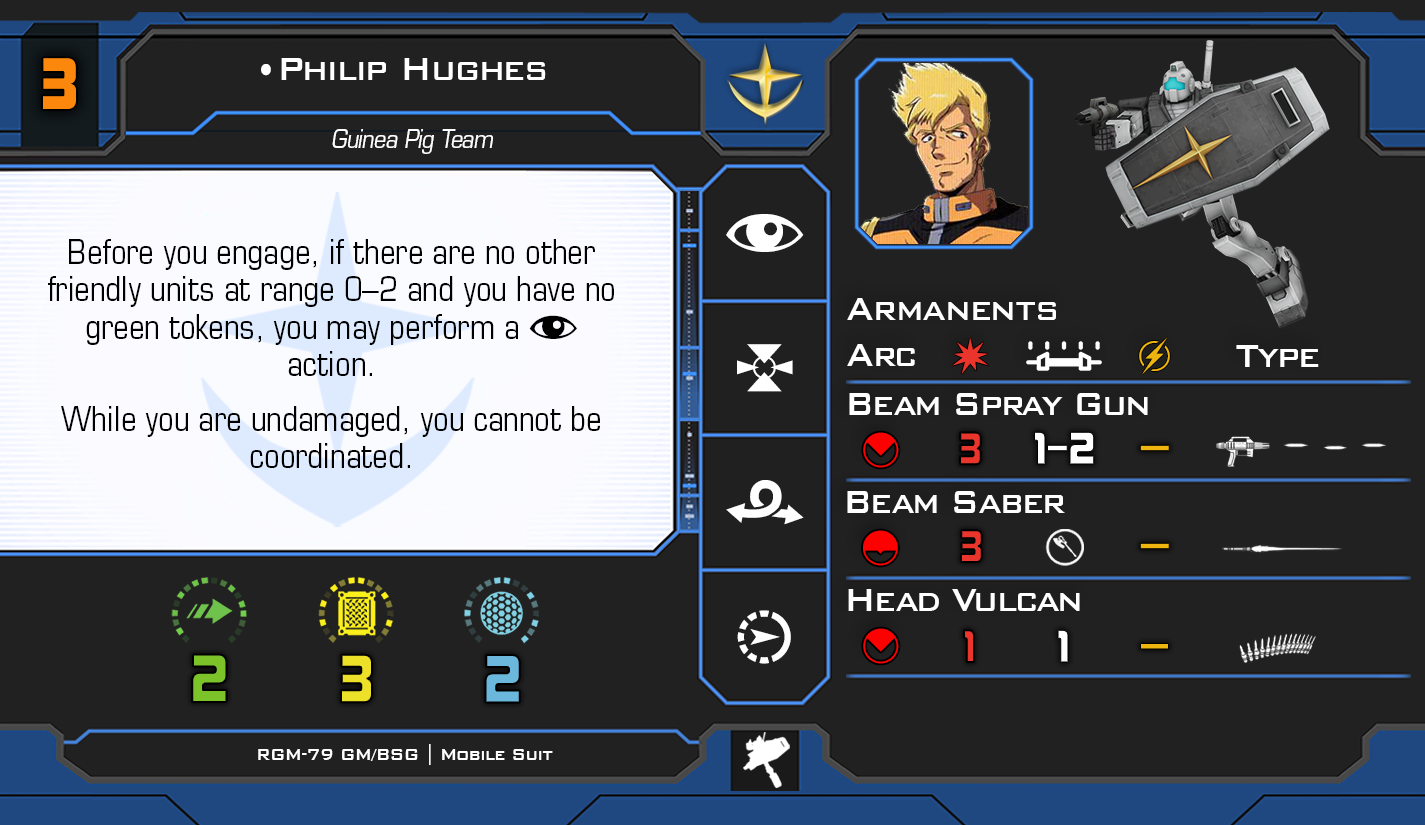 3
• Philip Hughes
Guinea Pig Team
Before you engage, if there are no other
friendly units at range 0–2 and you have no
green tokens, you may perform a
action.
While you are undamaged, you cannot be
coordinated.
2 3 2
RGM-79 GM/BSG | Mobile Suit
Armanents
Arc Type
Beam Spray Gun
3 1–2 –
Beam Saber
3 –
Head Vulcan
1 1 –